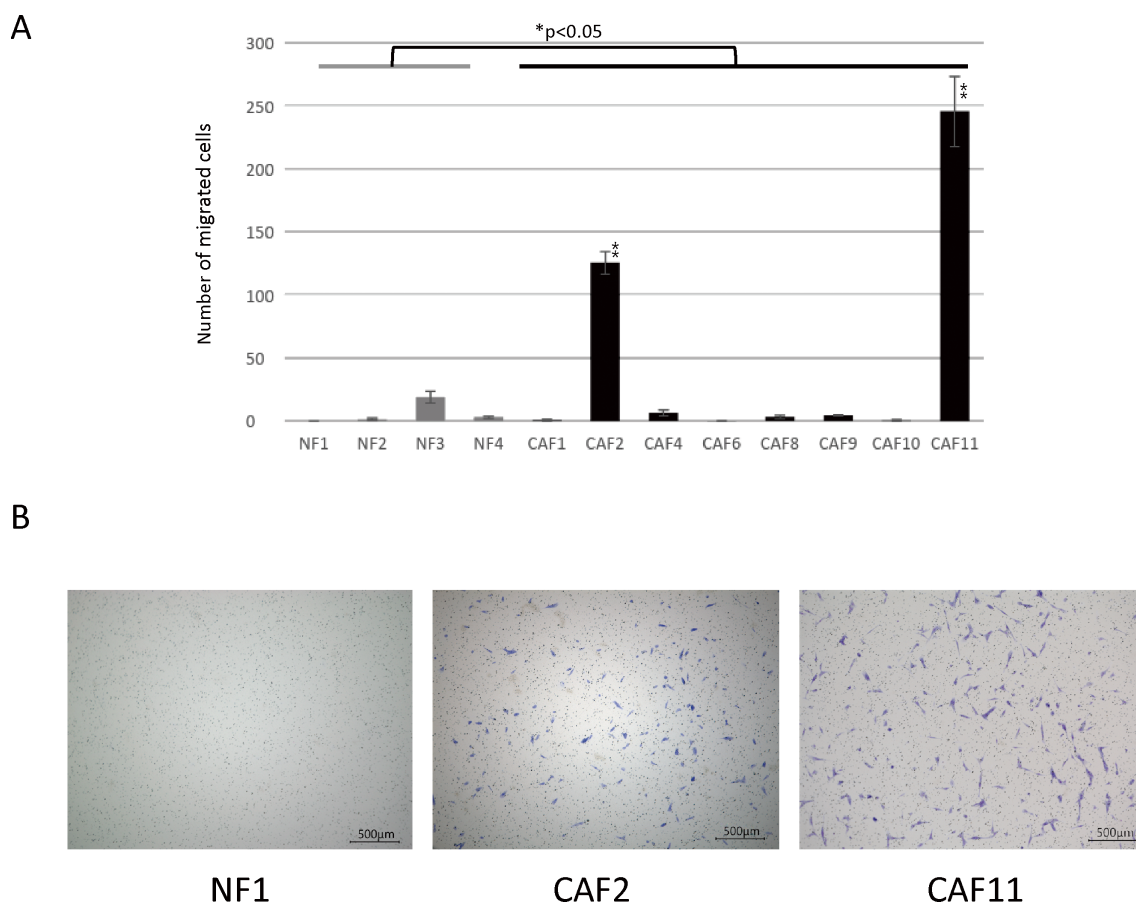 A
*p<0.05
300
250
200
150
100
50
0
Number of migrated cells
**
**
NF1 NF2 NF3 NF4 CAF1 CAF2 CAF4 CAF6 CAF8 CAF9 CAF10 CAF11
B
500μm 500μm 500μm
NF1 CAF2 CAF11